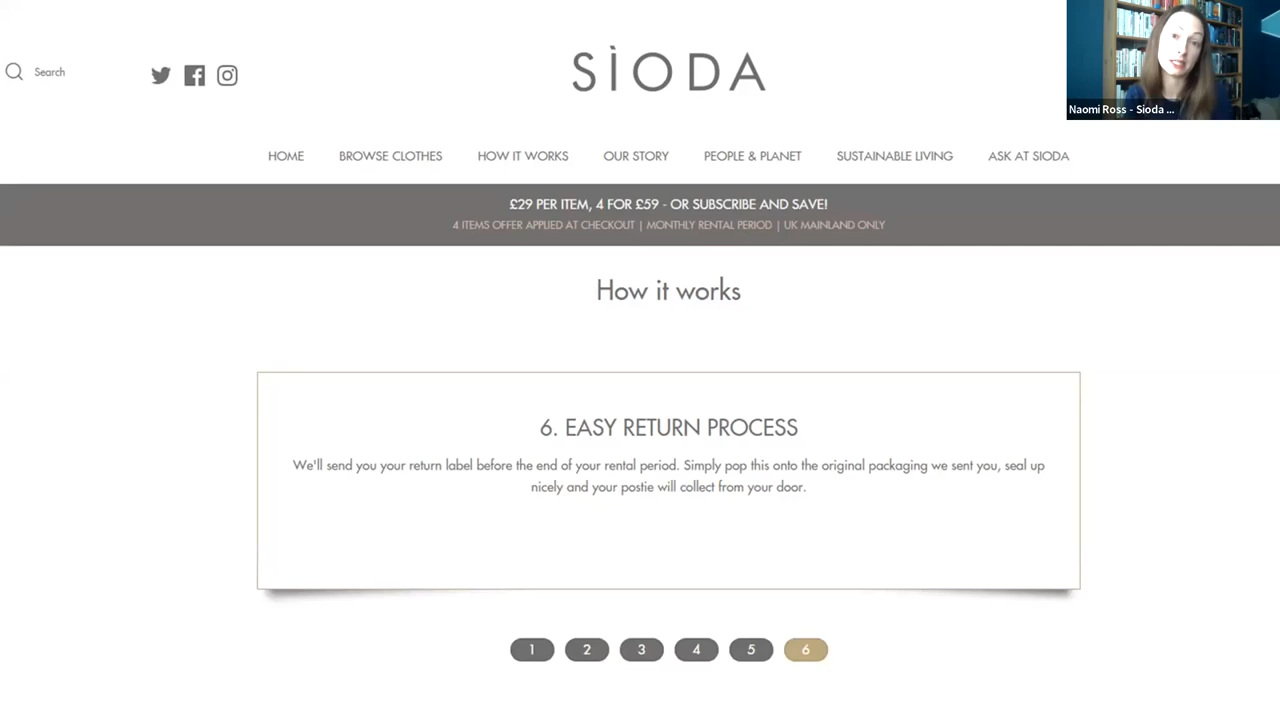 Search
SÌODA
Naomi Ross - Sioda ...
HOME BROWSE CLOTHES HOW IT WORKS OUR STORY PEOPLE & PLANET SUSTAINABLE LIVING ASK AT SIODA
£29 PER ITEM, 4 FOR £59 - OR SUBSCRIBE AND SAVE!
4 ITEMS OFFER APPLIED AT CHECKOUT | MONTHLY RENTAL PERIOD | UK MAINLAND ONLY
How it works
6. EASY RETURN PROCESS
We'll send you your return label before the end of your rental period. Simply pop this onto the original packaging we sent you, seal up
nicely and your postie will collect from your door.
1 2 3 4 5 6